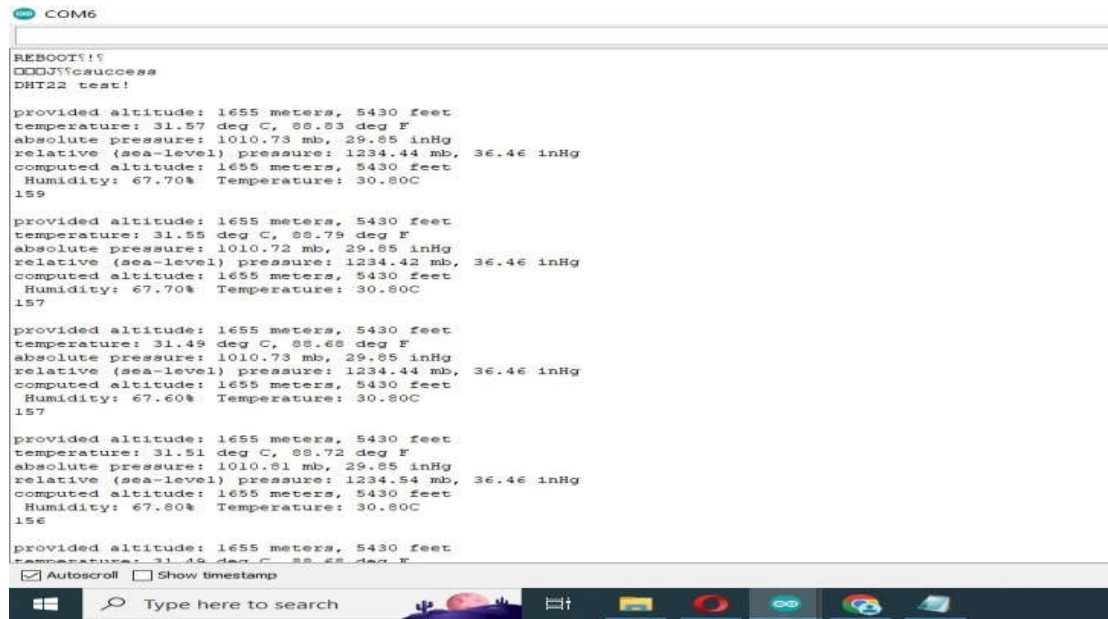 COM6
REBOOT⸮!⸮
□□□J⸮⸮csuccess
DHT22 test!
provided altitude: 1655 meters, 5430 feet
temperature: 31.57 deg C, 88.83 deg F
absolute pressure: 1010.73 mb, 29.85 inHg
relative (sea-level) pressure: 1234.44 mb, 36.46 inHg
computed altitude: 1655 meters, 5430 feet
Humidity: 67.70% Temperature: 30.80C
159
provided altitude: 1655 meters, 5430 feet
temperature: 31.55 deg C, 88.79 deg F
absolute pressure: 1010.72 mb, 29.85 inHg
relative (sea-level) pressure: 1234.42 mb, 36.46 inHg
computed altitude: 1655 meters, 5430 feet
Humidity: 67.70% Temperature: 30.80C
157
provided altitude: 1655 meters, 5430 feet
temperature: 31.49 deg C, 88.68 deg F
absolute pressure: 1010.73 mb, 29.85 inHg
relative (sea-level) pressure: 1234.44 mb, 36.46 inHg
computed altitude: 1655 meters, 5430 feet
Humidity: 67.60% Temperature: 30.80C
157
provided altitude: 1655 meters, 5430 feet
temperature: 31.51 deg C, 88.72 deg F
absolute pressure: 1010.81 mb, 29.85 inHg
relative (sea-level) pressure: 1234.54 mb, 36.46 inHg
computed altitude: 1655 meters, 5430 feet
Humidity: 67.80% Temperature: 30.80C
156
provided altitude: 1655 meters, 5430 feet
temperature: 31.49 deg C, 88.68 deg F
Autoscroll Show timestamp
Type here to search